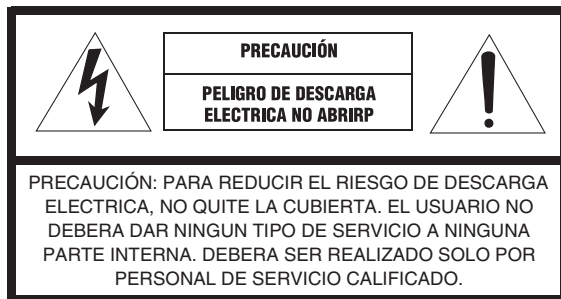 PRECAUCIÓN
PELIGRO DE DESCARGA
ELECTRICA NO ABRIRP
PRECAUCIÓN: PARA REDUCIR EL RIESGO DE DESCARGA
ELECTRICA, NO QUITE LA CUBIERTA. EL USUARIO NO
DEBERA DAR NINGUN TIPO DE SERVICIO A NINGUNA
PARTE INTERNA. DEBERA SER REALIZADO SOLO POR
PERSONAL DE SERVICIO CALIFICADO.